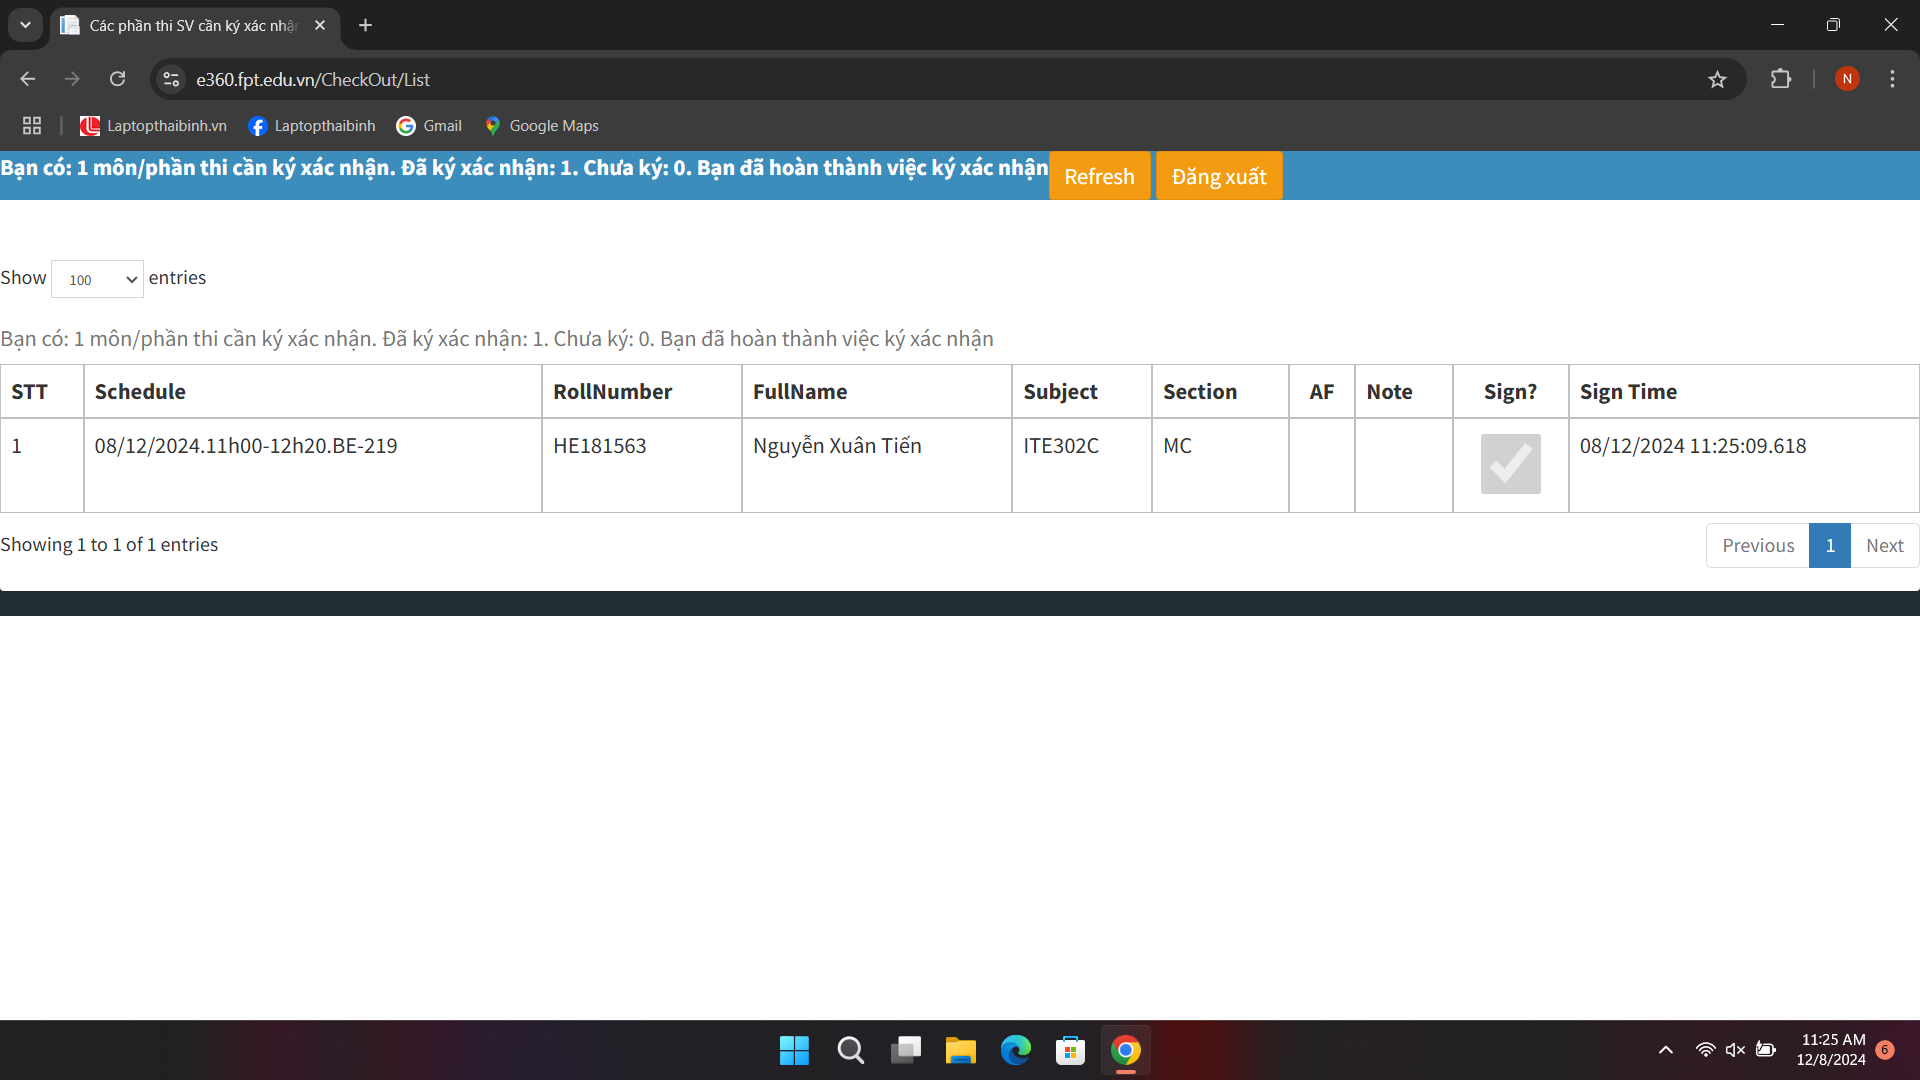 Các phần thi SV cần ký xác nhận
e360.fpt.edu.vn/CheckOut/List
N
Laptopthaibinh.vn Laptopthaibinh Gmail Google Maps
Bạn có: 1 môn/phần thi cần ký xác nhận. Đã ký xác nhận: 1. Chưa ký: 0. Bạn đã hoàn thành việc ký xác nhận Refresh Đăng xuất
Show 100 entries
Bạn có: 1 môn/phần thi cần ký xác nhận. Đã ký xác nhận: 1. Chưa ký: 0. Bạn đã hoàn thành việc ký xác nhận
STT Schedule RollNumber FullName Subject Section AF Note Sign? Sign Time
1 08/12/2024.11h00-12h20.BE-219 HE181563 Nguyễn Xuân Tiến ITE302C MC 08/12/2024 11:25:09.618
Showing 1 to 1 of 1 entries Previous 1 Next
11:25 AM
12/8/2024 6